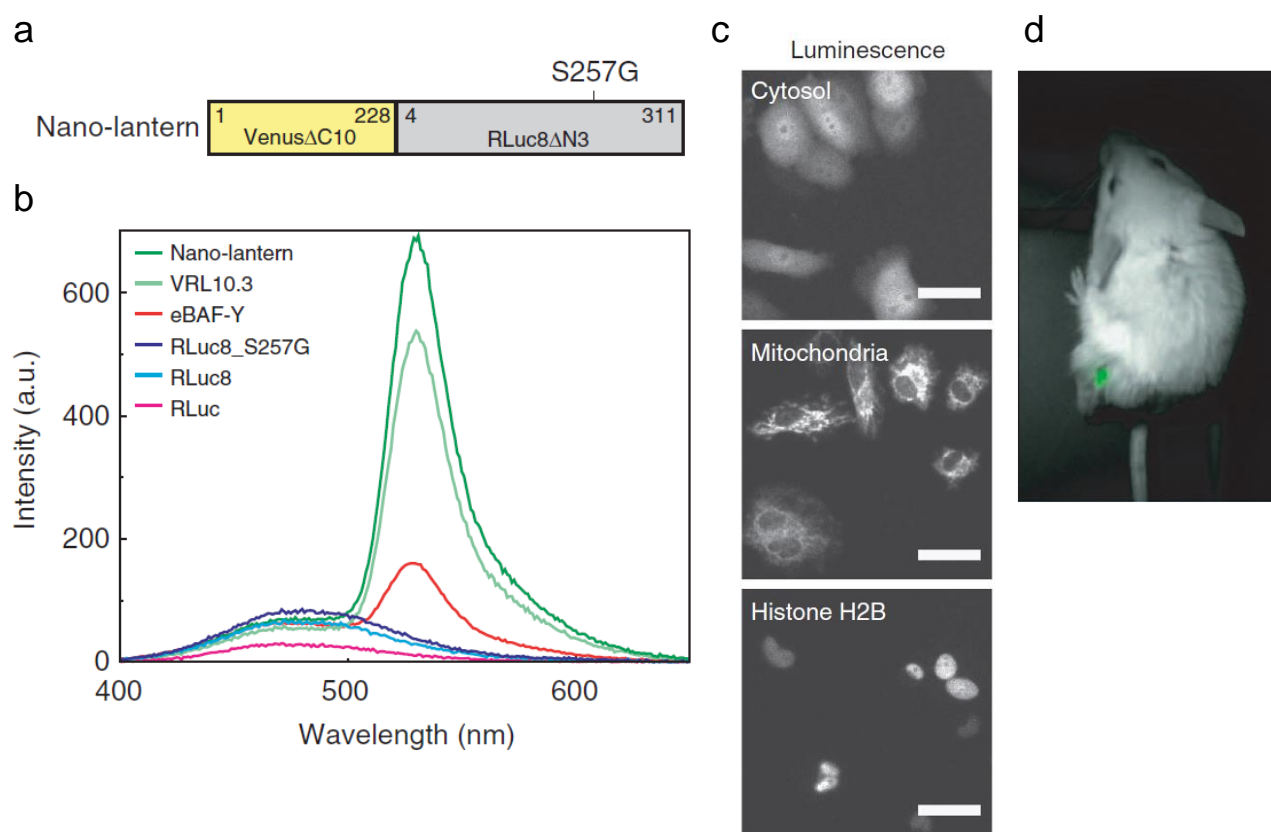 a
S257G
Nano-lantern
1 228 4 311
VenusΔC10 RLuc8ΔN3
b
Nano-lantern
VRL10.3
eBAF-Y
RLuc8_S257G
RLuc8
RLuc
600
400
200
0
400 500 600
Intensity (a.u.)
Wavelength (nm)
c
Luminescence
Cytosol
Mitochondria
Histone H2B
d